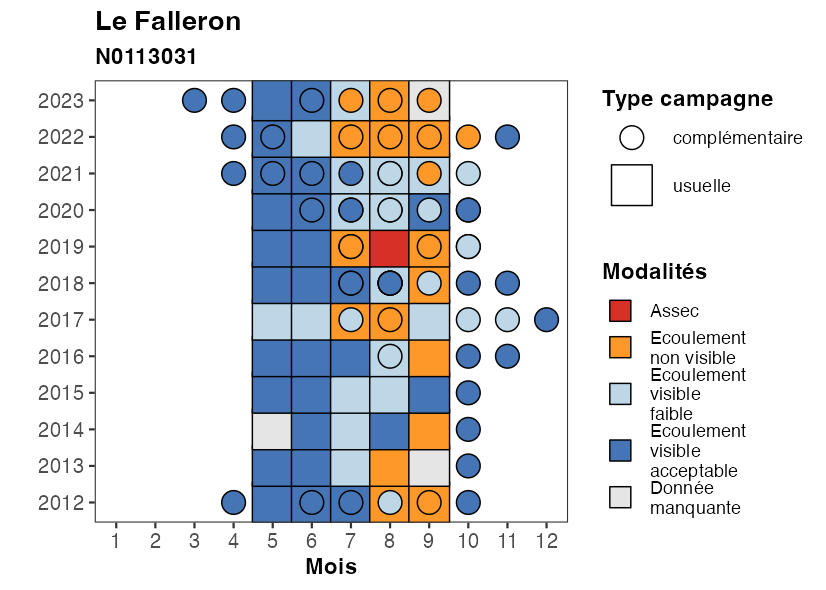 Le Falleron
N0113031
2023
2022
2021
2020
2019
2018
2017
2016
2015
2014
2013
2012
1 2 3 4 5 6 7 8 9 10 11 12
Mois
Type campagne
complémentaire
usuelle
Modalités
Assec
Ecoulement
non visible
Ecoulement
visible
faible
Ecoulement
visible
acceptable
Donnée
manquante